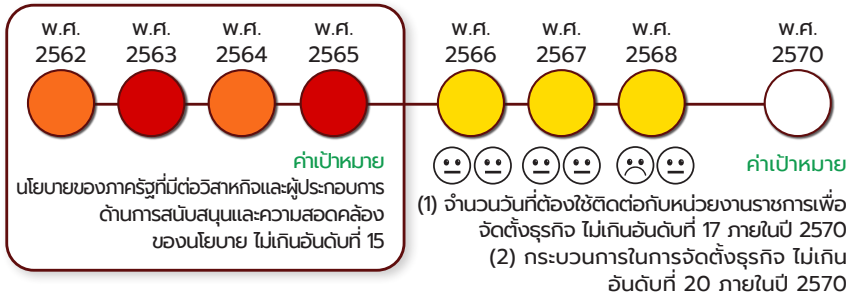 พ.ศ. 2562 พ.ศ. 2563 พ.ศ. 2564 พ.ศ. 2565 พ.ศ. 2566 พ.ศ. 2567 พ.ศ. 2568 พ.ศ. 2570
ค่าเป้าหมาย
นโยบายของภาครัฐที่มีต่อวิสาหกิจและผู้ประกอบการ
ด้านการสนับสนุนและความสอดคล้อง
ของนโยบาย ไม่เกินอันดับที่ 15
ค่าเป้าหมาย
(1) จำนวนวันที่ต้องใช้ติดต่อกับหน่วยงานราชการเพื่อ
จัดตั้งธุรกิจ ไม่เกินอันดับที่ 17 ภายในปี 2570
(2) กระบวนการในการจัดตั้งธุรกิจ ไม่เกิน
อันดับที่ 20 ภายในปี 2570